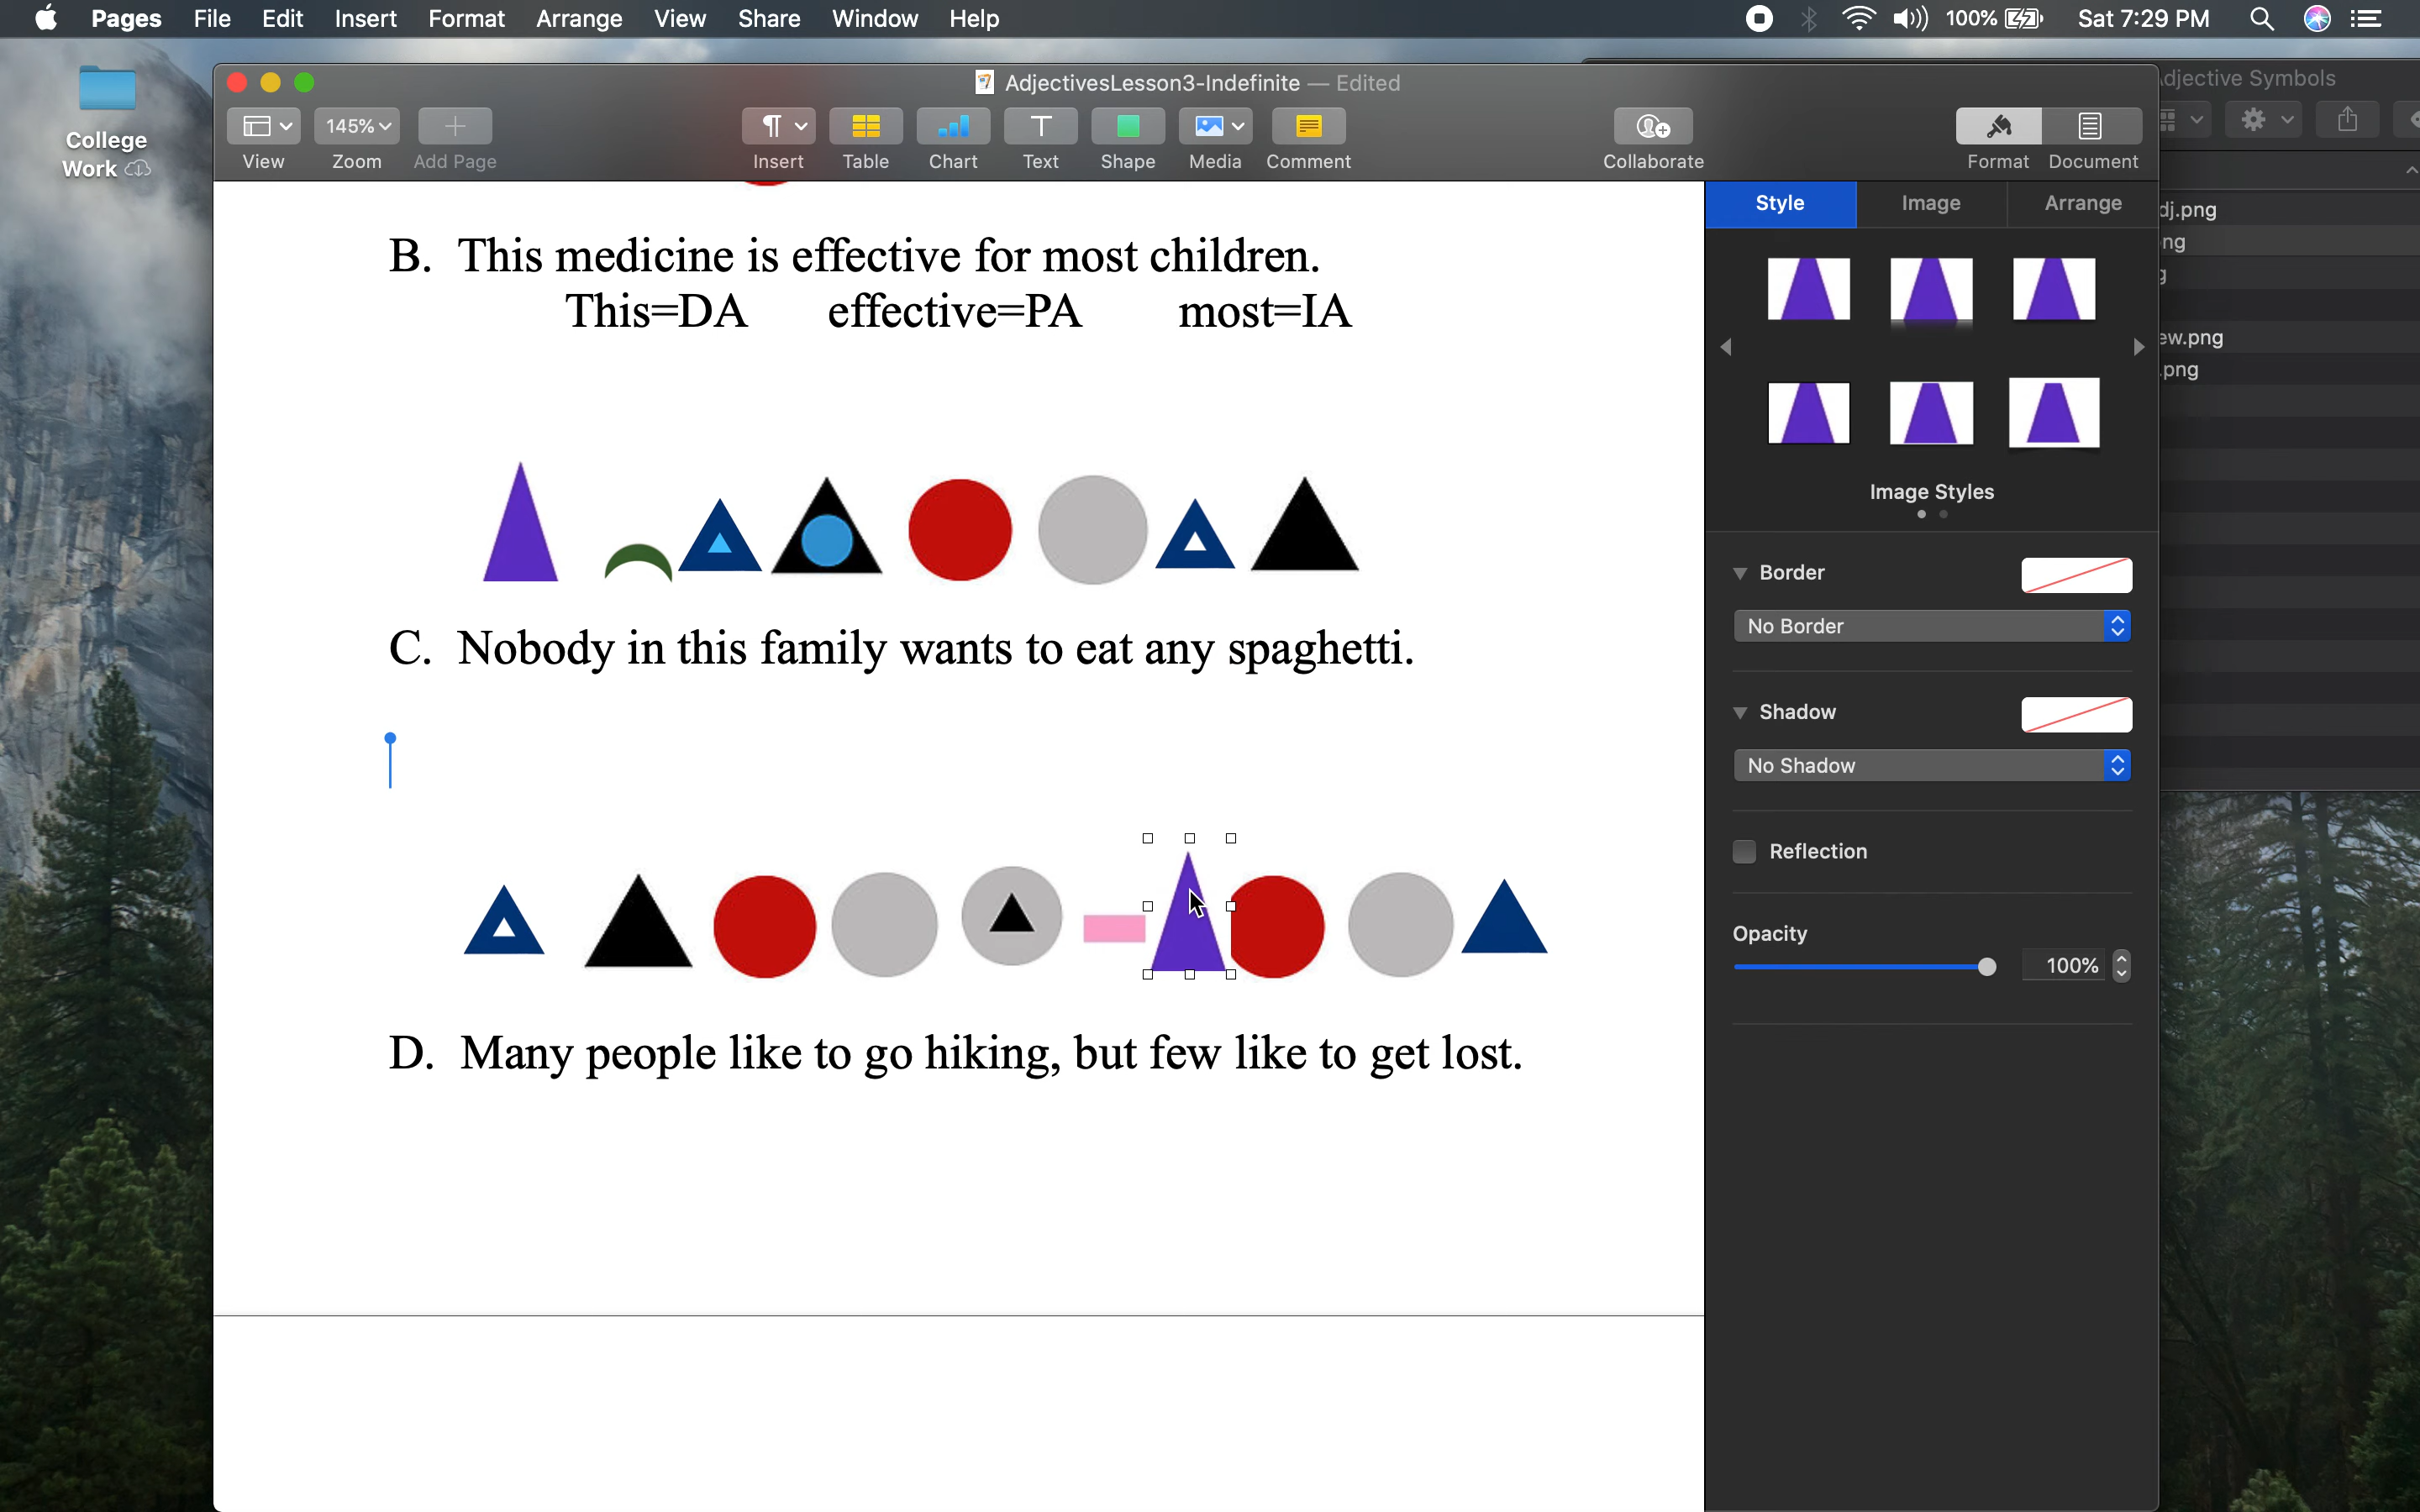 Pages File Edit Insert Format Arrange View Share Window Help 100% Sat 7:29 PM
College
Work
AdjectivesLesson3-Indefinite — Edited
djective Symbols
145%
View Zoom Add Page Insert Table Chart Text Shape Media Comment Collaborate Format Document
Style Image Arrange
dj.png
ng
g
ew.png
.png
B. This medicine is effective for most children.
This=DA effective=PA most=IA
Image Styles
Border
No Border
C. Nobody in this family wants to eat any spaghetti.
Shadow
No Shadow
Reflection
Opacity
100%
D. Many people like to go hiking, but few like to get lost.